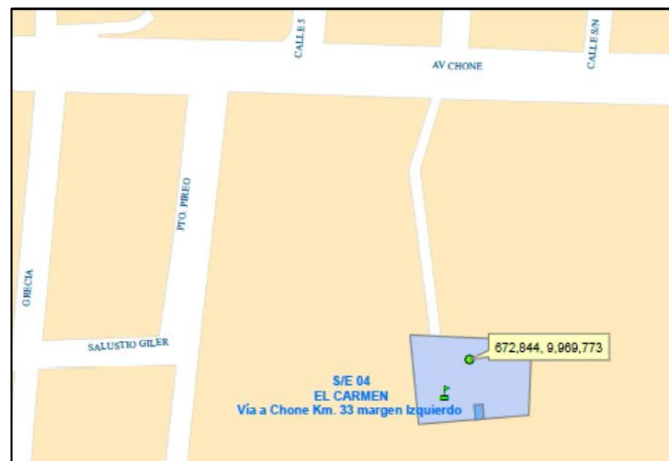 CALLE 5
AV CHONE
CALLE S/N
PTO. PIREO
GRECIA
SALUSTIO GILER
672,844, 9,969,773
S/E 04
EL CARMEN
Vía a Chone Km. 33 margen Izquierdo